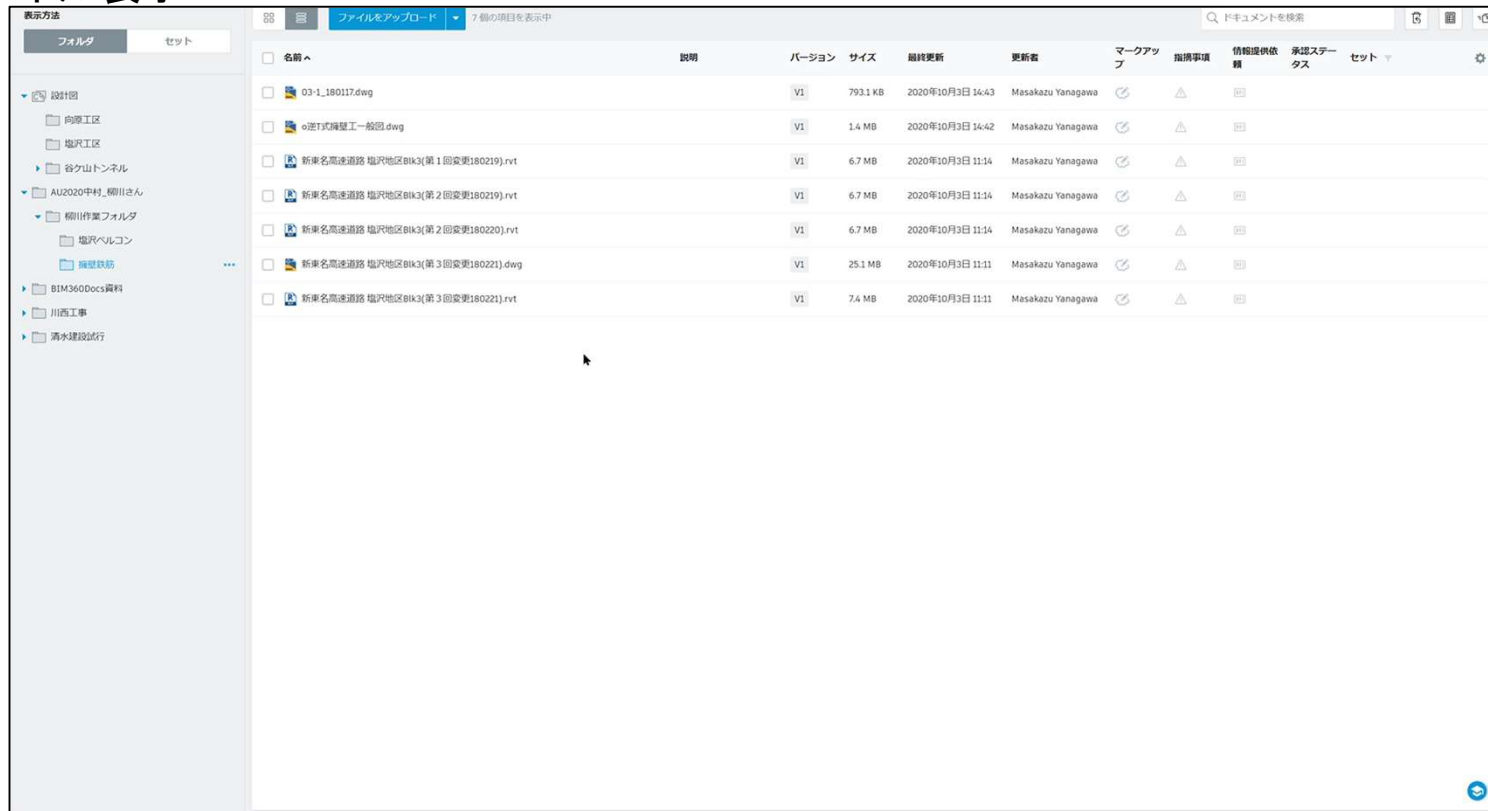 表示方法
フォルダ セット
設計図
向原工区
塩沢工区
谷ケ山トンネル
AU2020中村_柳川さん
柳川作業フォルダ
塩沢ベルコン
擁壁鉄筋
BIM360Docs資料
川西工事
清水建設試行
ファイルをアップロード 7 個の項目を表示中 ドキュメントを検索
名前 説明 バージョン サイズ 最終更新 更新者 マークアップ 指摘事項 情報提供依頼 承認ステータス セット
03-1_180117.dwg V1 793.1 KB 2020年10月3日 14:43 Masakazu Yanagawa
o逆T式擁壁工一般図.dwg V1 1.4 MB 2020年10月3日 14:42 Masakazu Yanagawa
新東名高速道路 塩沢地区Blk3(第1回変更180219).rvt V1 6.7 MB 2020年10月3日 11:14 Masakazu Yanagawa
新東名高速道路 塩沢地区Blk3(第2回変更180219).rvt V1 6.7 MB 2020年10月3日 11:14 Masakazu Yanagawa
新東名高速道路 塩沢地区Blk3(第2回変更180220).rvt V1 6.7 MB 2020年10月3日 11:14 Masakazu Yanagawa
新東名高速道路 塩沢地区Blk3(第3回変更180221).dwg V1 25.1 MB 2020年10月3日 11:11 Masakazu Yanagawa
新東名高速道路 塩沢地区Blk3(第3回変更180221).rvt V1 7.4 MB 2020年10月3日 11:11 Masakazu Yanagawa